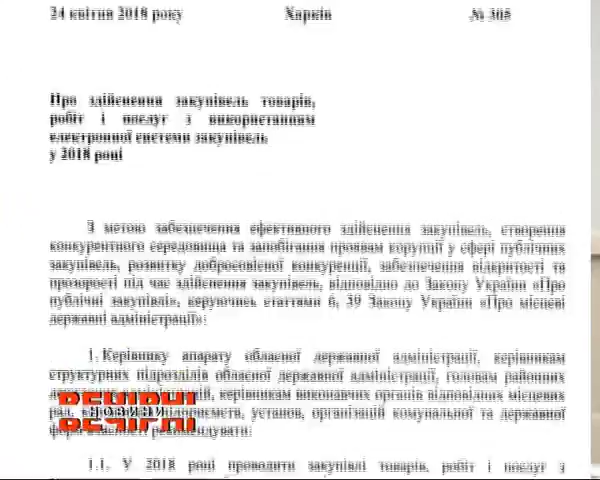 24 квітня 2018 року Харків № 305
Про здійснення закупівель товарів,
робіт і послуг з використанням
електронної системи закупівель
у 2018 році
З метою забезпечення ефективного здійснення закупівель, створення
конкурентного середовища та запобігання проявам корупції у сфері публічних
закупівель, розвитку добросовісної конкуренції, забезпечення відкритості та
прозорості під час здійснення закупівель, відповідно до Закону України «Про
публічні закупівлі», керуючись статтями 6, 39 Закону України «Про місцеві
державні адміністрації»:
1. Керівнику апарату обласної державної адміністрації, керівникам
структурних підрозділів обласної державної адміністрації, головам районних
державних адміністрацій, керівникам виконавчих органів відповідних місцевих
рад, підприємств, установ, організацій комунальної та державної
форм власності рекомендувати:
ВЕЧІРНІ
НОВИНИ
ВЕЧІРНІ
1.1. У 2018 році проводити закупівлі товарів, робіт і послуг з